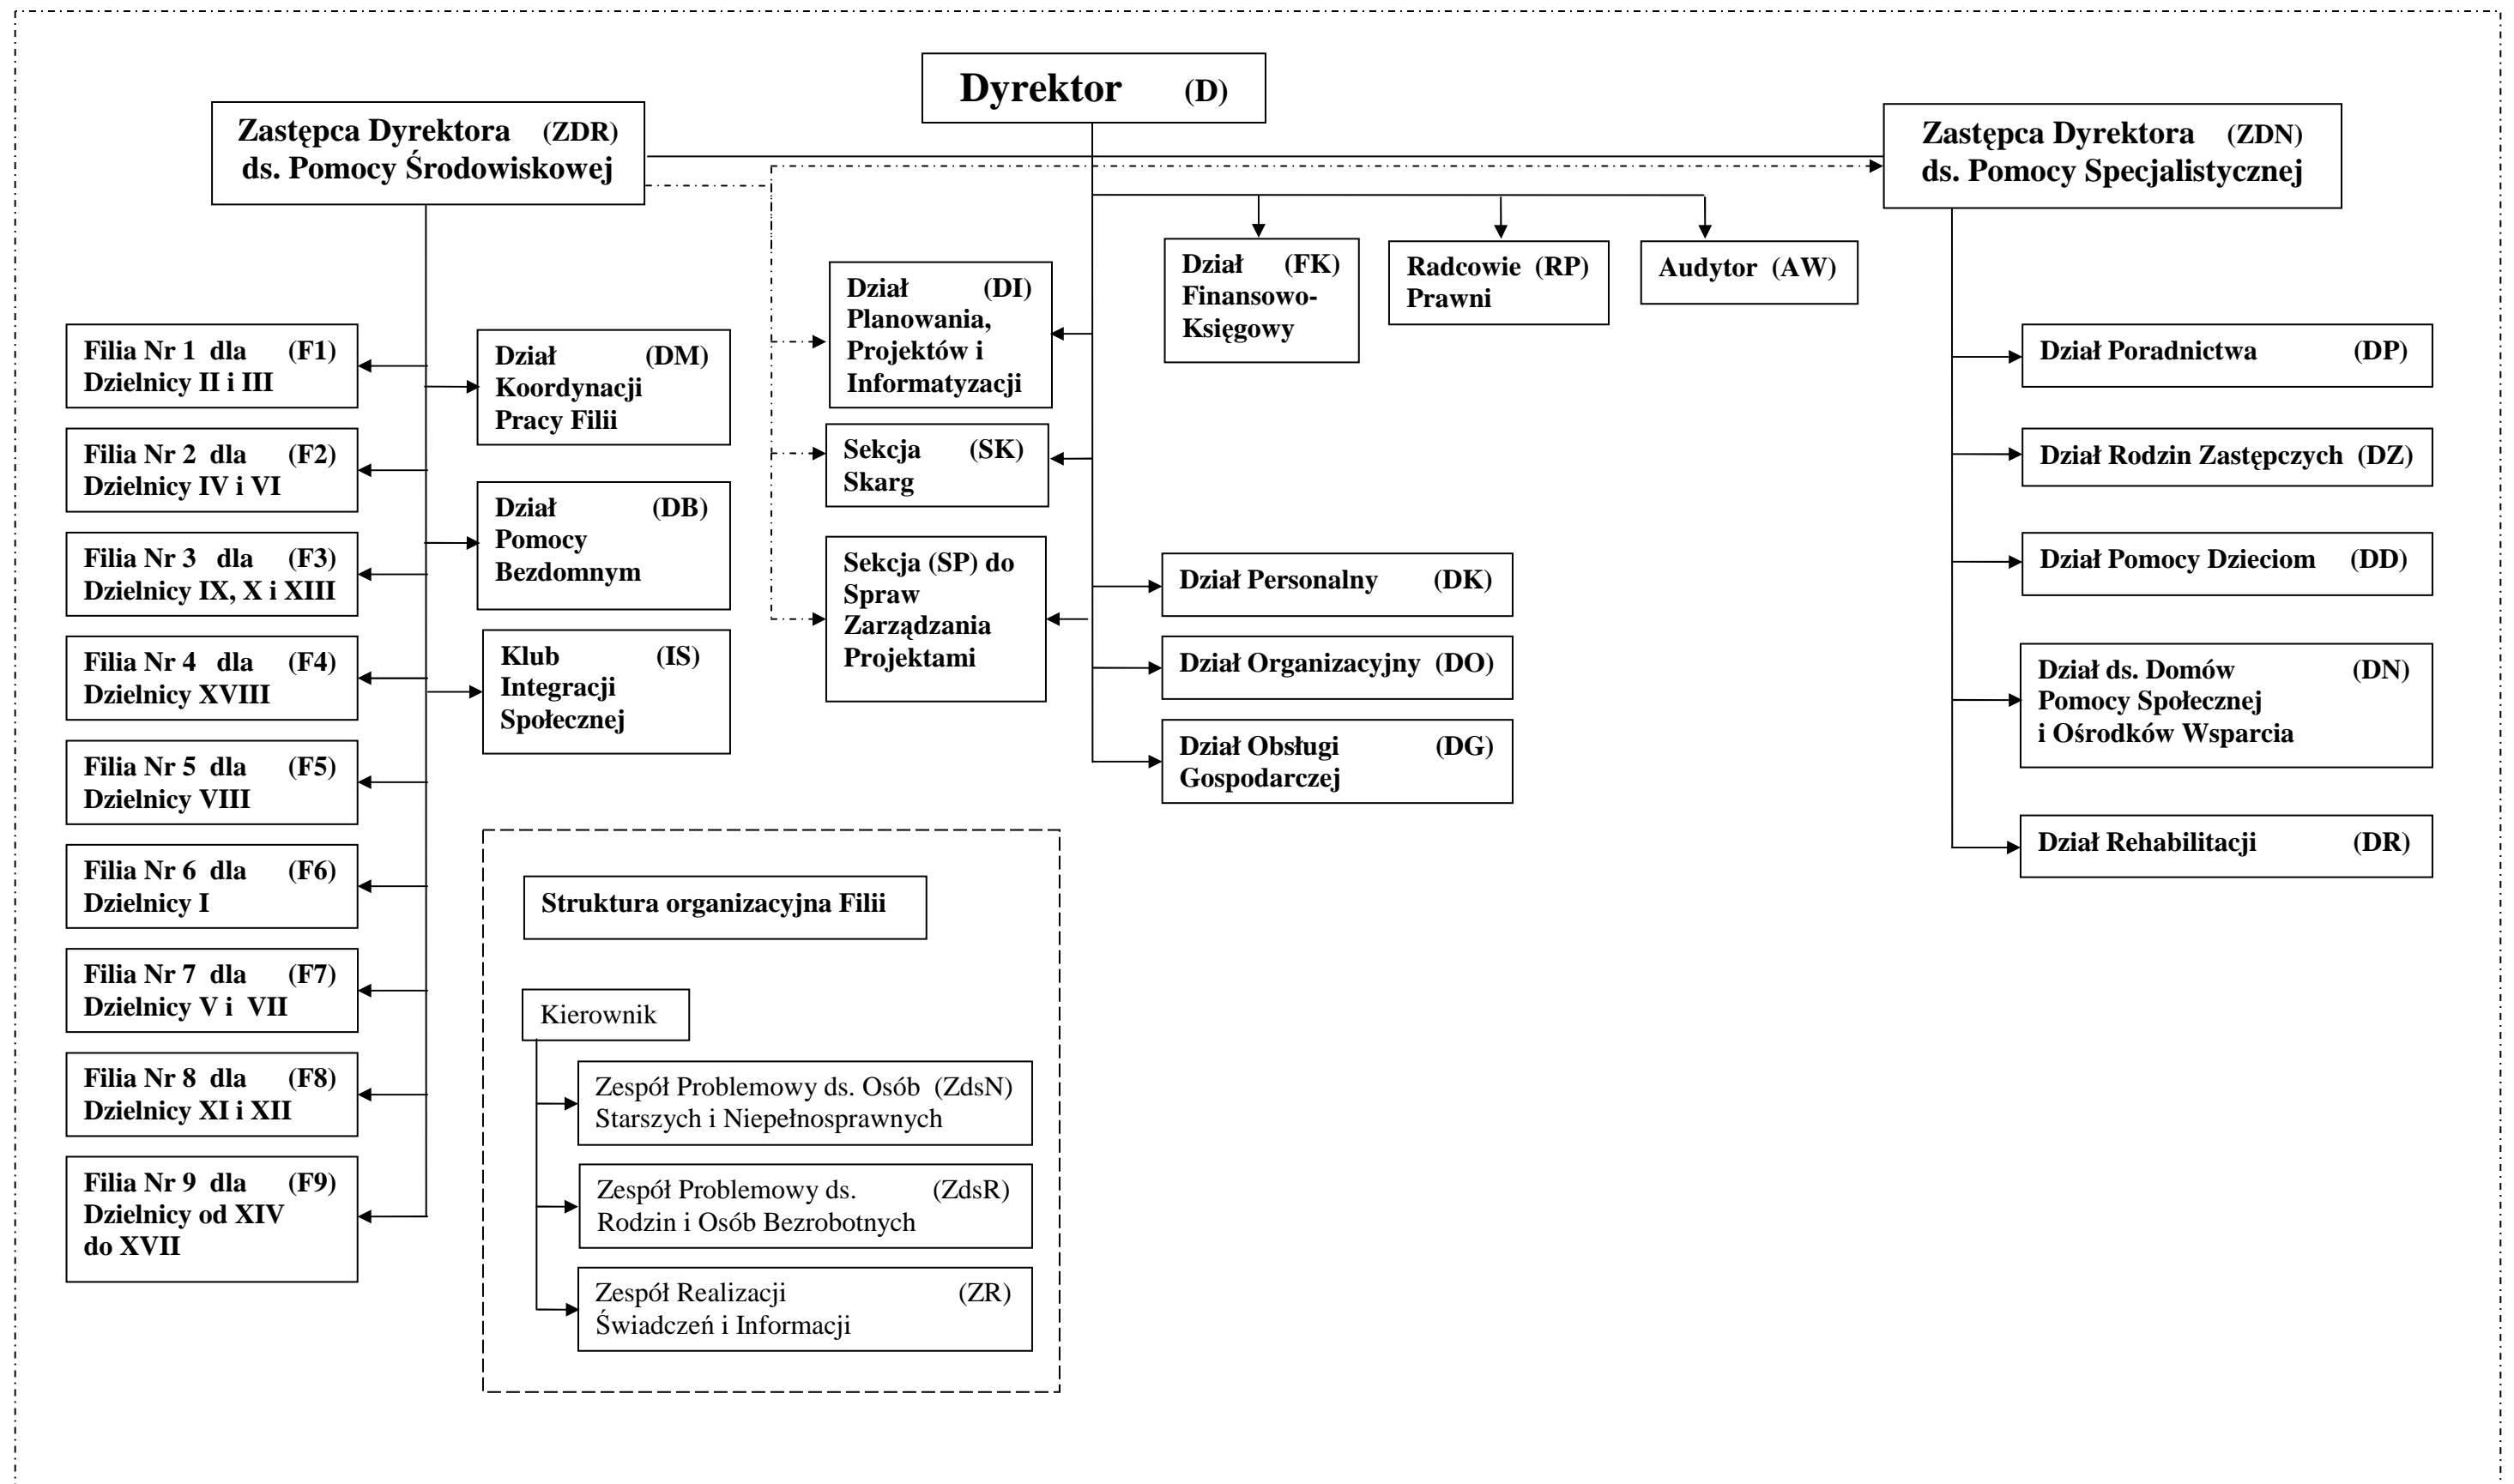 Dyrektor (D)
Zastępca Dyrektora (ZDR)
ds. Pomocy Środowiskowej
Zastępca Dyrektora (ZDN)
ds. Pomocy Specjalistycznej
Filia Nr 1 dla (F1)
Dzielnicy II i III
Filia Nr 2 dla (F2)
Dzielnicy IV i VI
Filia Nr 3 dla (F3)
Dzielnicy IX, X i XIII
Filia Nr 4 dla (F4)
Dzielnicy XVIII
Filia Nr 5 dla (F5)
Dzielnicy VIII
Filia Nr 6 dla (F6)
Dzielnicy I
Filia Nr 7 dla (F7)
Dzielnicy V i VII
Filia Nr 8 dla (F8)
Dzielnicy XI i XII
Filia Nr 9 dla (F9)
Dzielnicy od XIV
do XVII
Dział (DM)
Koordynacji
Pracy Filii
Dział (DB)
Pomocy
Bezdomnym
Klub (IS)
Integracji
Społecznej
Dział (DI)
Planowania,
Projektów i
Informatyzacji
Sekcja (SK)
Skarg
Sekcja (SP) do
Spraw
Zarządzania
Projektami
Dział (FK)
Finansowo-
Księgowy
Radcowie (RP)
Prawni
Audytor (AW)
Dział Personalny (DK)
Dział Organizacyjny (DO)
Dział Obsługi (DG)
Gospodarczej
Dział Poradnictwa (DP)
Dział Rodzin Zastępczych (DZ)
Dział Pomocy Dzieciom (DD)
Dział ds. Domów (DN)
Pomocy Społecznej
i Ośrodków Wsparcia
Dział Rehabilitacji (DR)
Struktura organizacyjna Filii
Kierownik
Zespół Problemowy ds. Osób (ZdsN)
Starszych i Niepełnosprawnych
Zespół Problemowy ds. (ZdsR)
Rodzin i Osób Bezrobotnych
Zespół Realizacji (ZR)
Świadczeń i Informacji